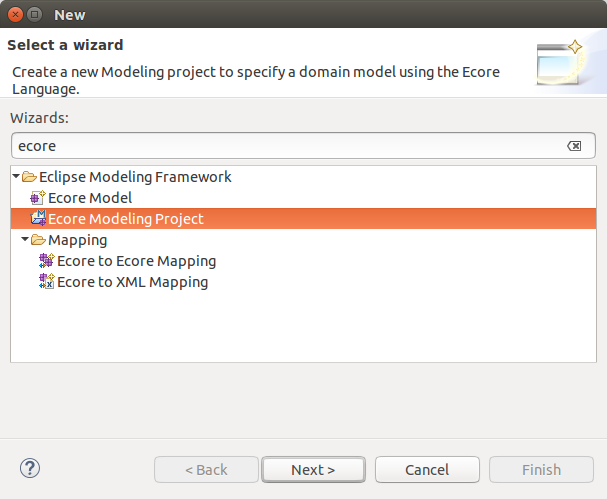 New
Select a wizard
Create a new Modeling project to specify a domain model using the Ecore
Language.
Wizards:
ecore
Eclipse Modeling Framework
Ecore Model
Ecore Modeling Project
Mapping
Ecore to Ecore Mapping
Ecore to XML Mapping
?
< Back
Next >
Cancel
Finish